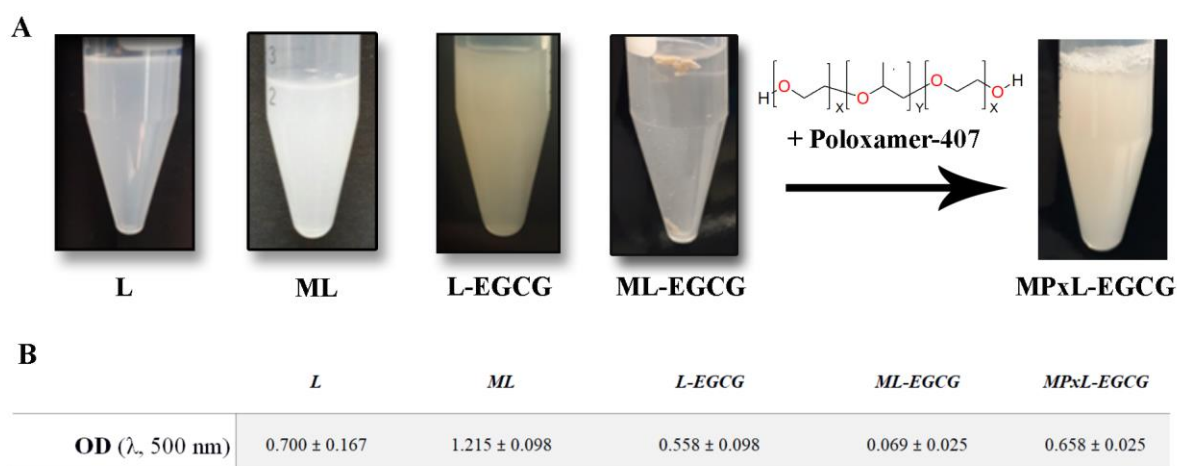 A
3
2
H O X O Y O X O H
+ Poloxamer-407
L ML L-EGCG ML-EGCG MPxL-EGCG
B
L ML L-EGCG ML-EGCG MPxL-EGCG
OD (λ, 500 nm) 0.700 ± 0.167 1.215 ± 0.098 0.558 ± 0.098 0.069 ± 0.025 0.658 ± 0.025